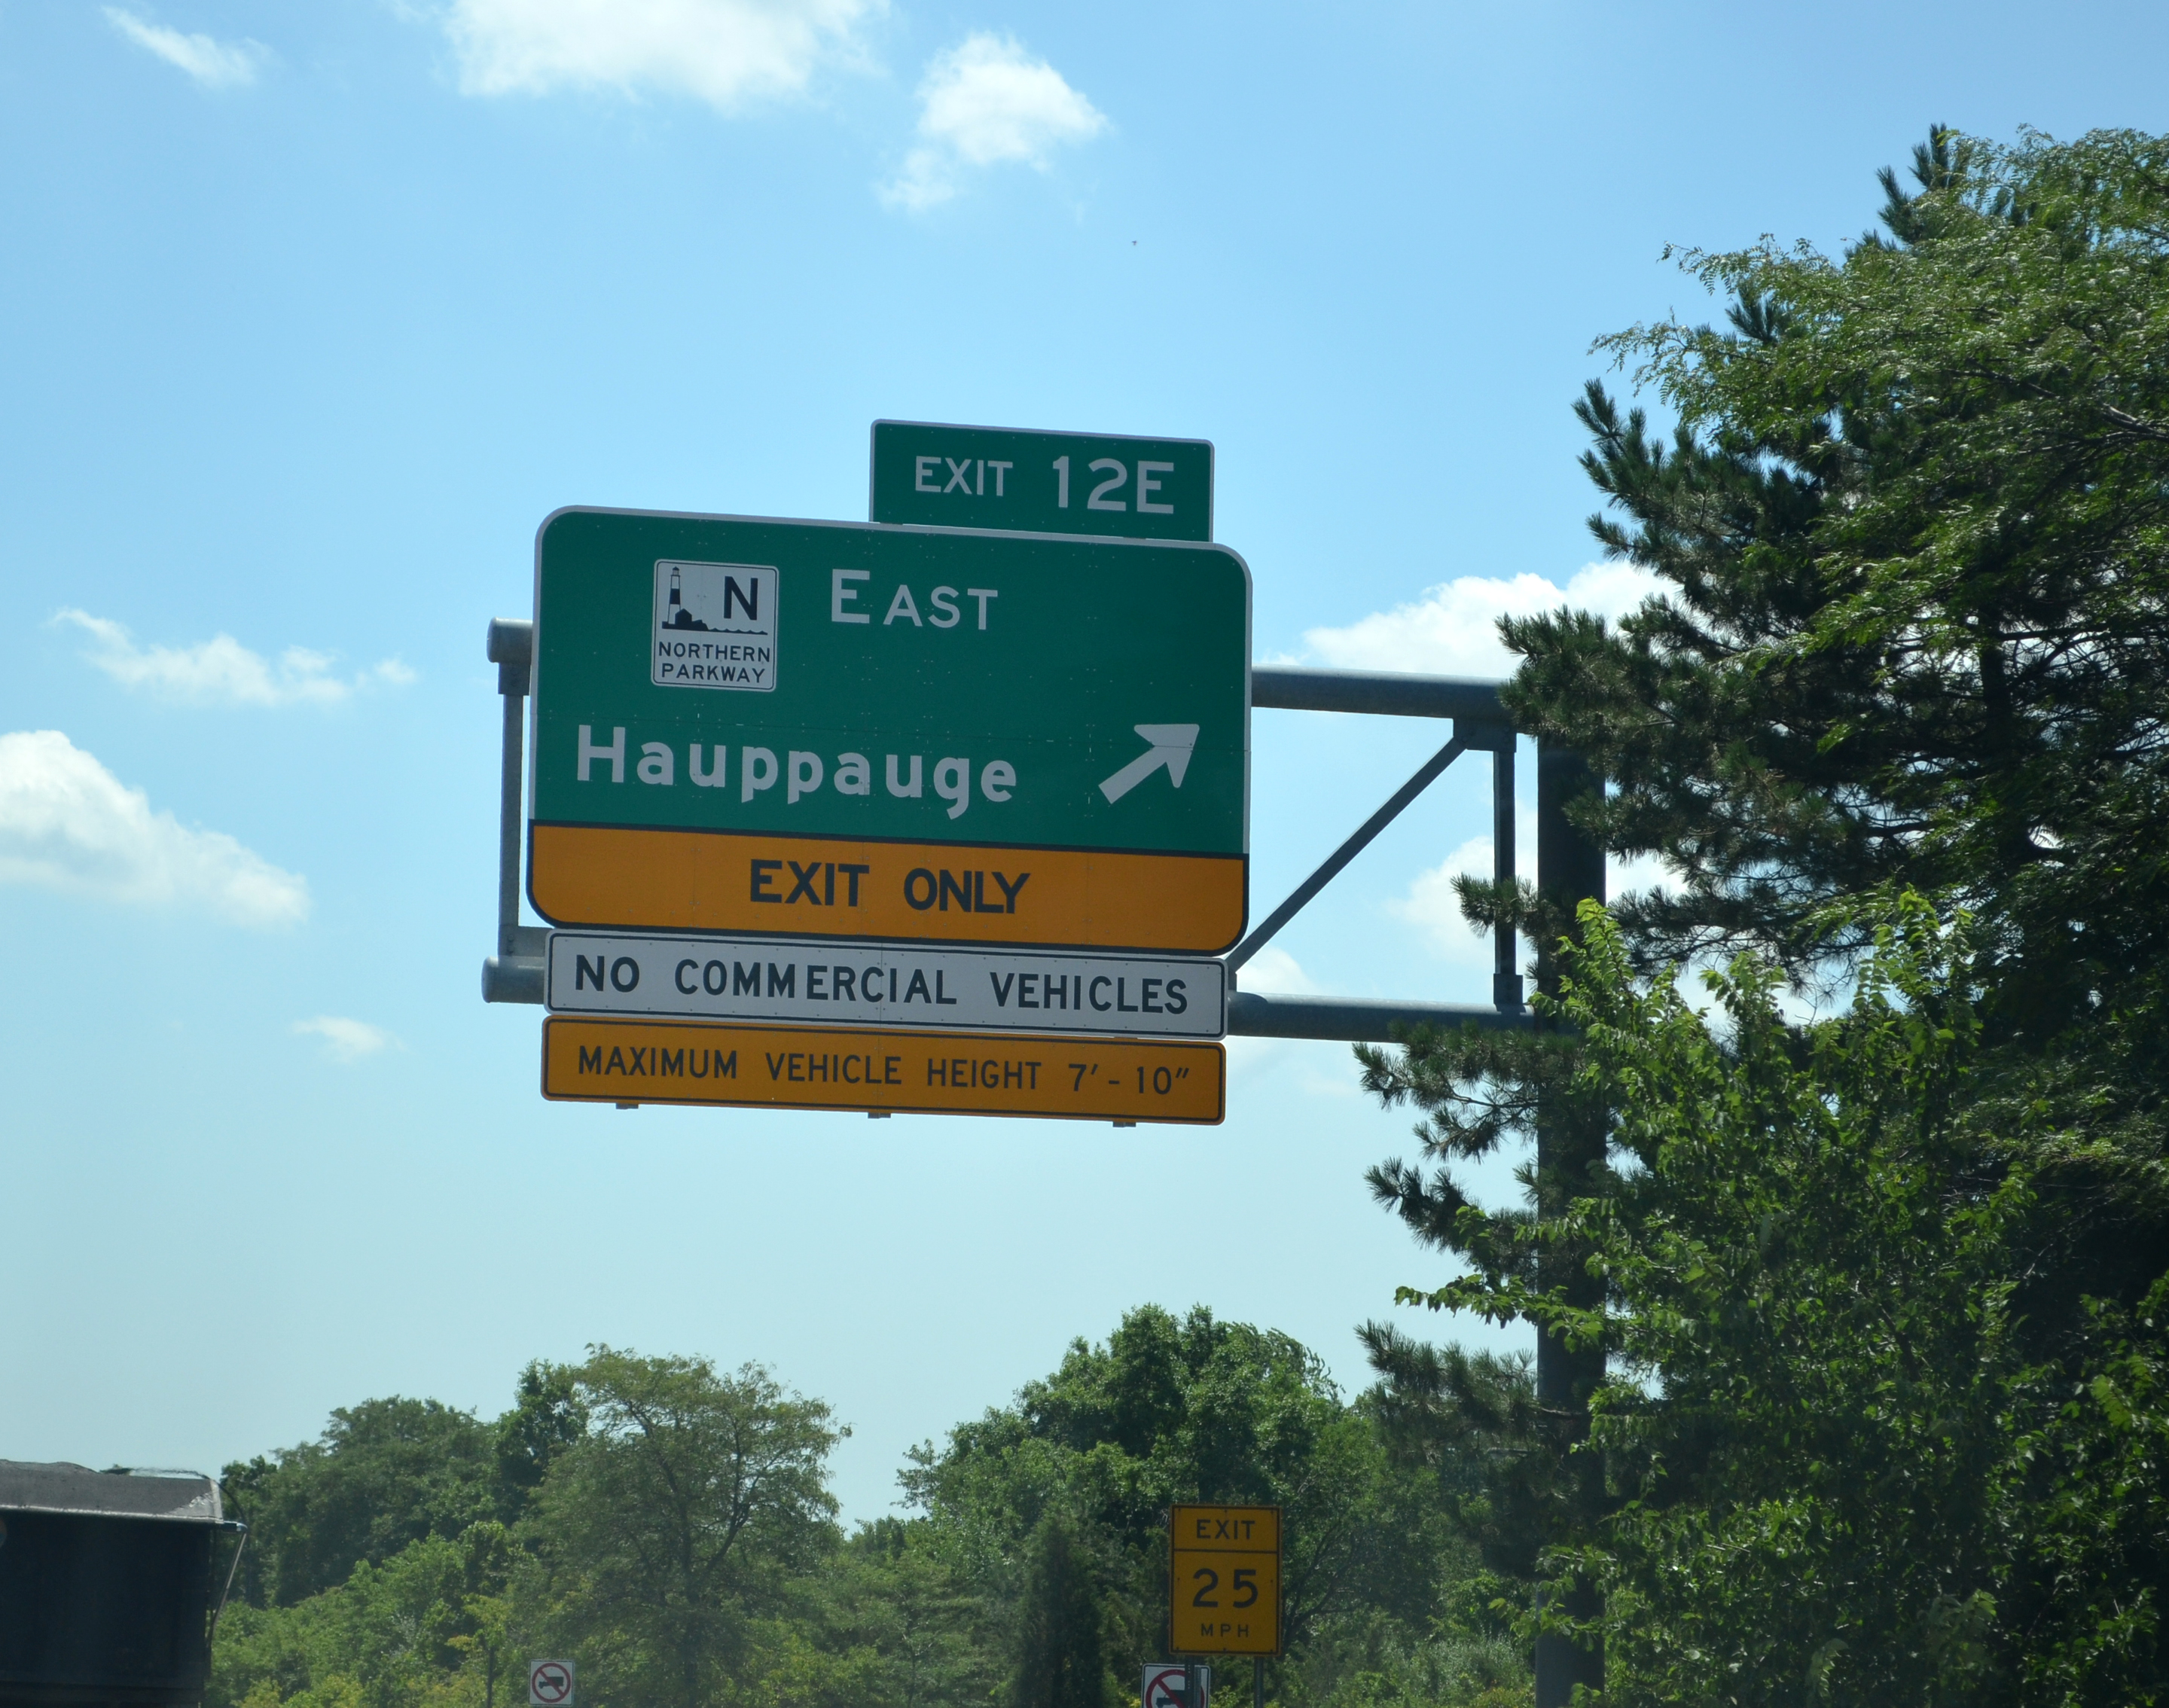 EXIT 12E
N EAST
NORTHERN
PARKWAY
Hauppauge
EXIT ONLY
NO COMMERCIAL VEHICLES
MAXIMUM VEHICLE HEIGHT 7'-10"
EXIT
25
MPH